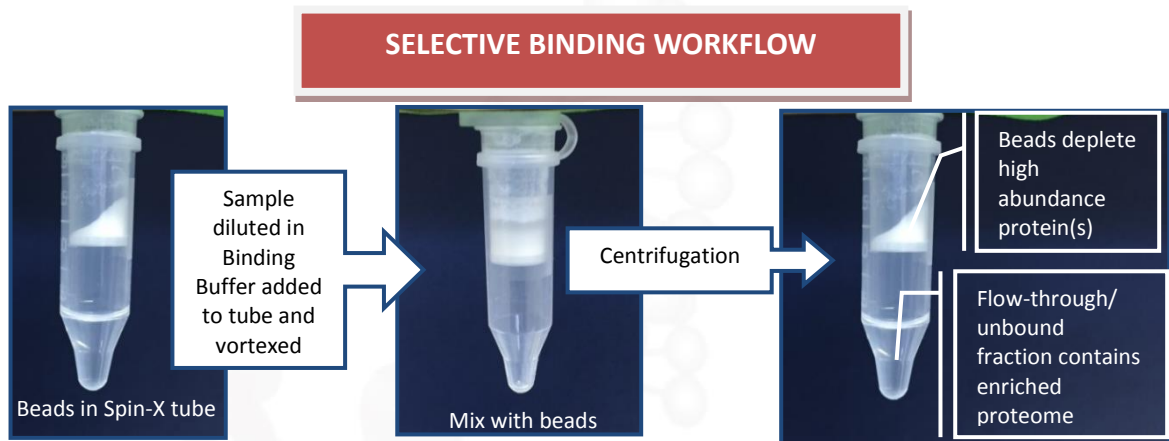 SELECTIVE BINDING WORKFLOW
Beads in Spin-X tube
Sample
diluted in
Binding
Buffer added
to tube and
vortexed
Mix with beads
Centrifugation
Beads deplete
high
abundance
protein(s)
Flow-through/
unbound
fraction contains
enriched
proteome